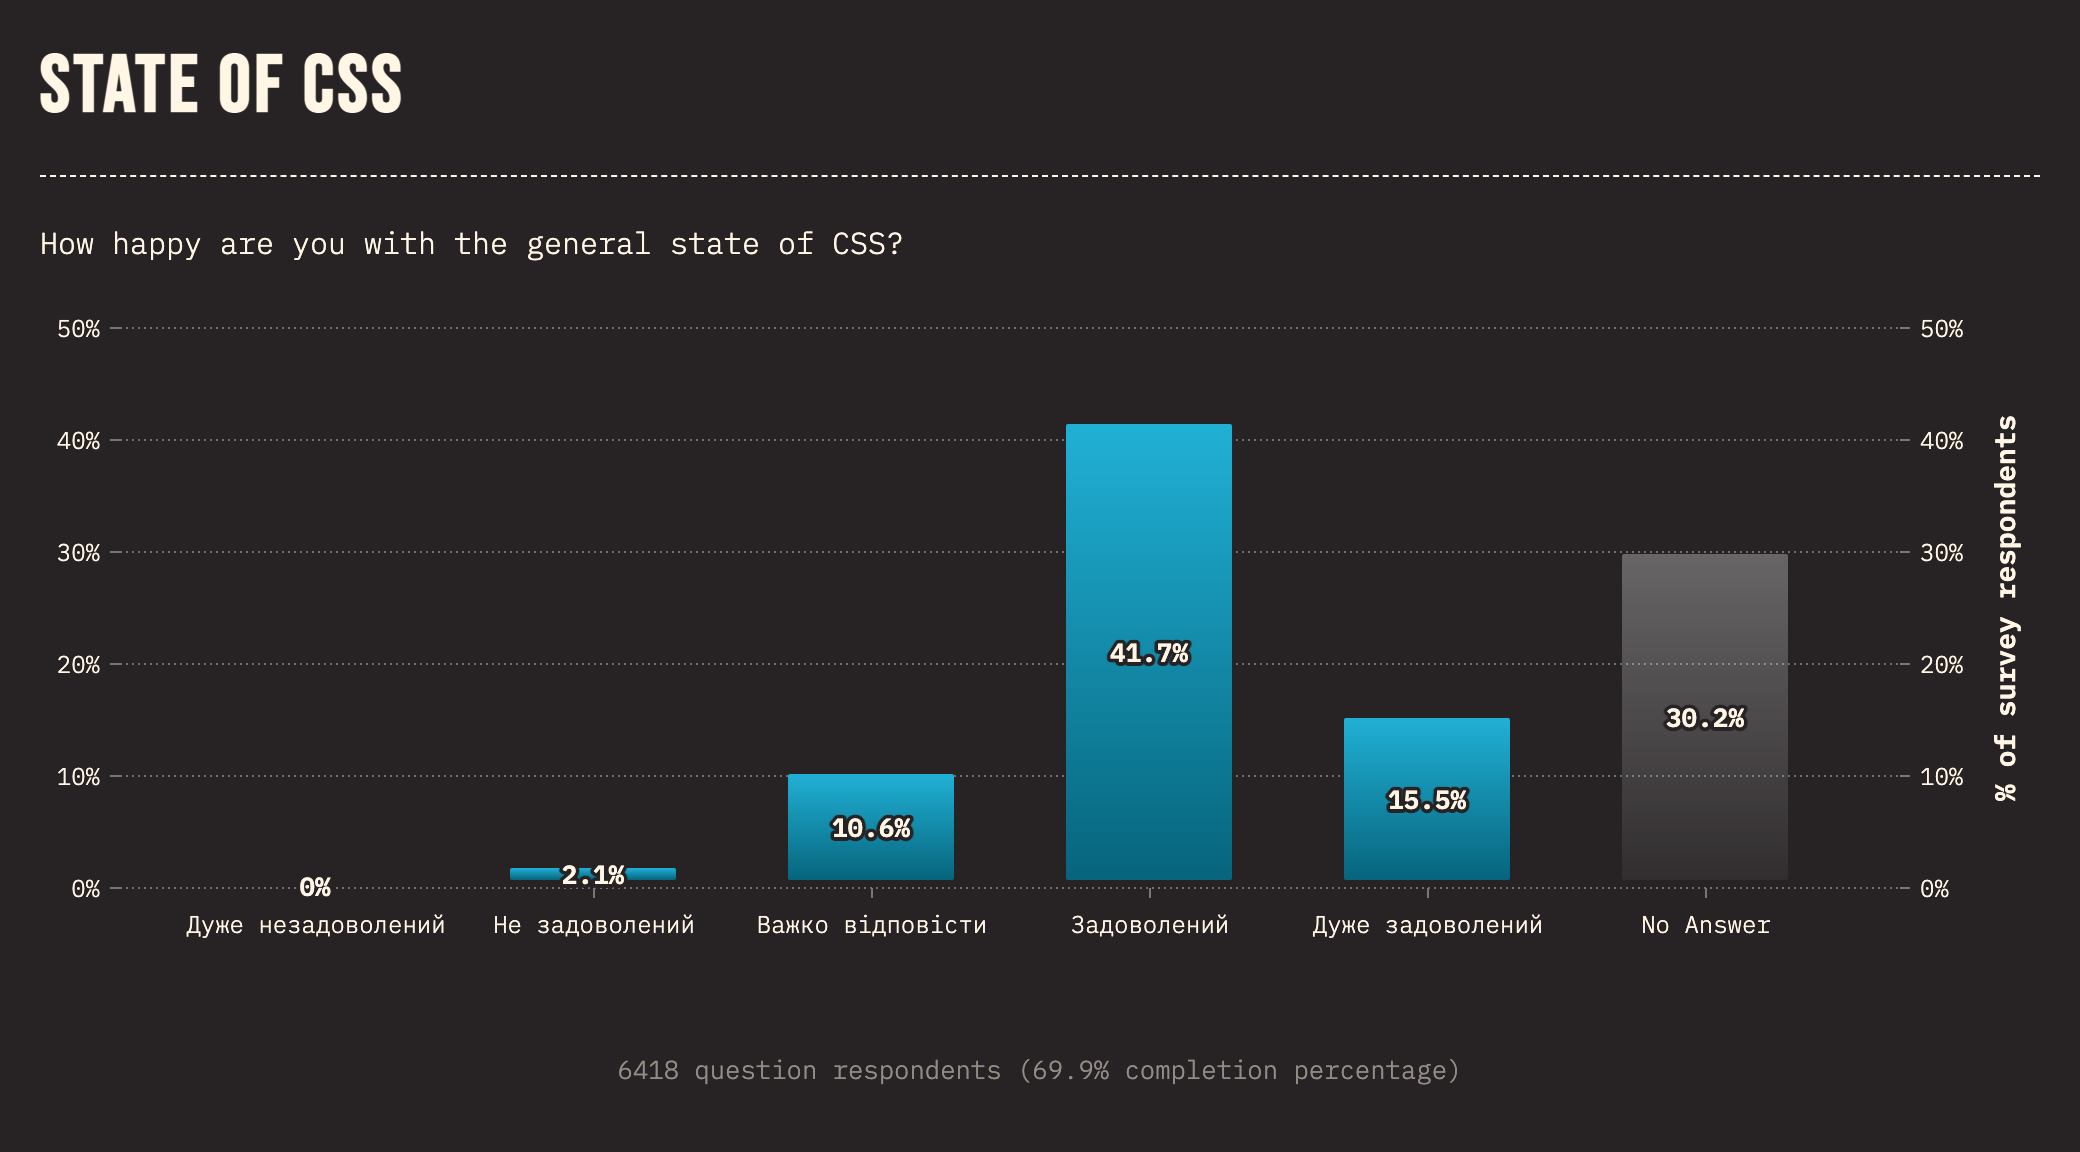 STATE OF CSS
How happy are you with the general state of CSS?
50% 50%
40% 40%
30% 30%
20% 20%
10% 10%
0% 0%
% of survey respondents
0%
2.1%
10.6%
41.7%
15.5%
30.2%
Дуже незадоволений
Не задоволений
Важко відповісти
Задоволений
Дуже задоволений
No Answer
6418 question respondents (69.9% completion percentage)